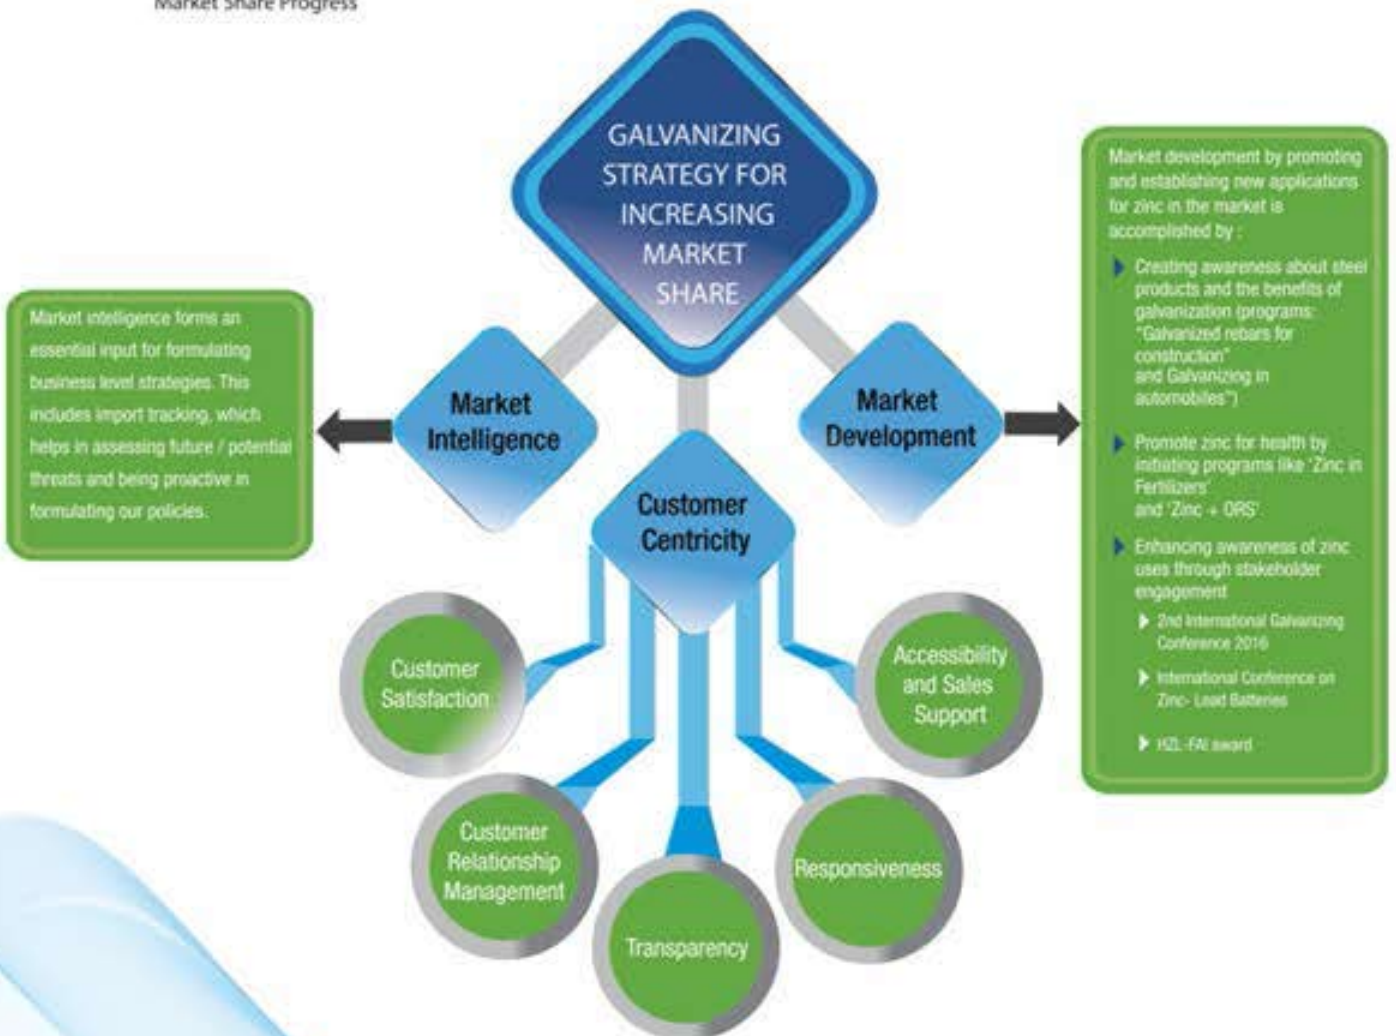 Market Share Progress
GALVANIZING
STRATEGY FOR
INCREASING
MARKET
SHARE
Market intelligence forms an
essential input for formulating
business level strategies. This
includes import tracking, which
helps in assessing future / potential
threats and being proactive in
formulating our policies.
Market
Intelligence
Customer
Centricity
Market
Development
Market development by promoting
and establishing new applications
for zinc in the market is
accomplished by :
Creating awareness about steel
products and the benefits of
galvanization (programs:
"Galvanized rebars for
construction"
and Galvanizing in
automobiles")
Promote zinc for health by
initiating programs like 'Zinc in
Fertilizers'
and 'Zinc + ORS'
Enhancing awareness of zinc
uses through stakeholder
engagement
2nd International Galvanizing
Conference 2016
International Conference on
Zinc- Lead Batteries
HZL-FAI award
Customer
Satisfaction
Customer
Relationship
Management
Transparency
Responsiveness
Accessibility
and Sales
Support